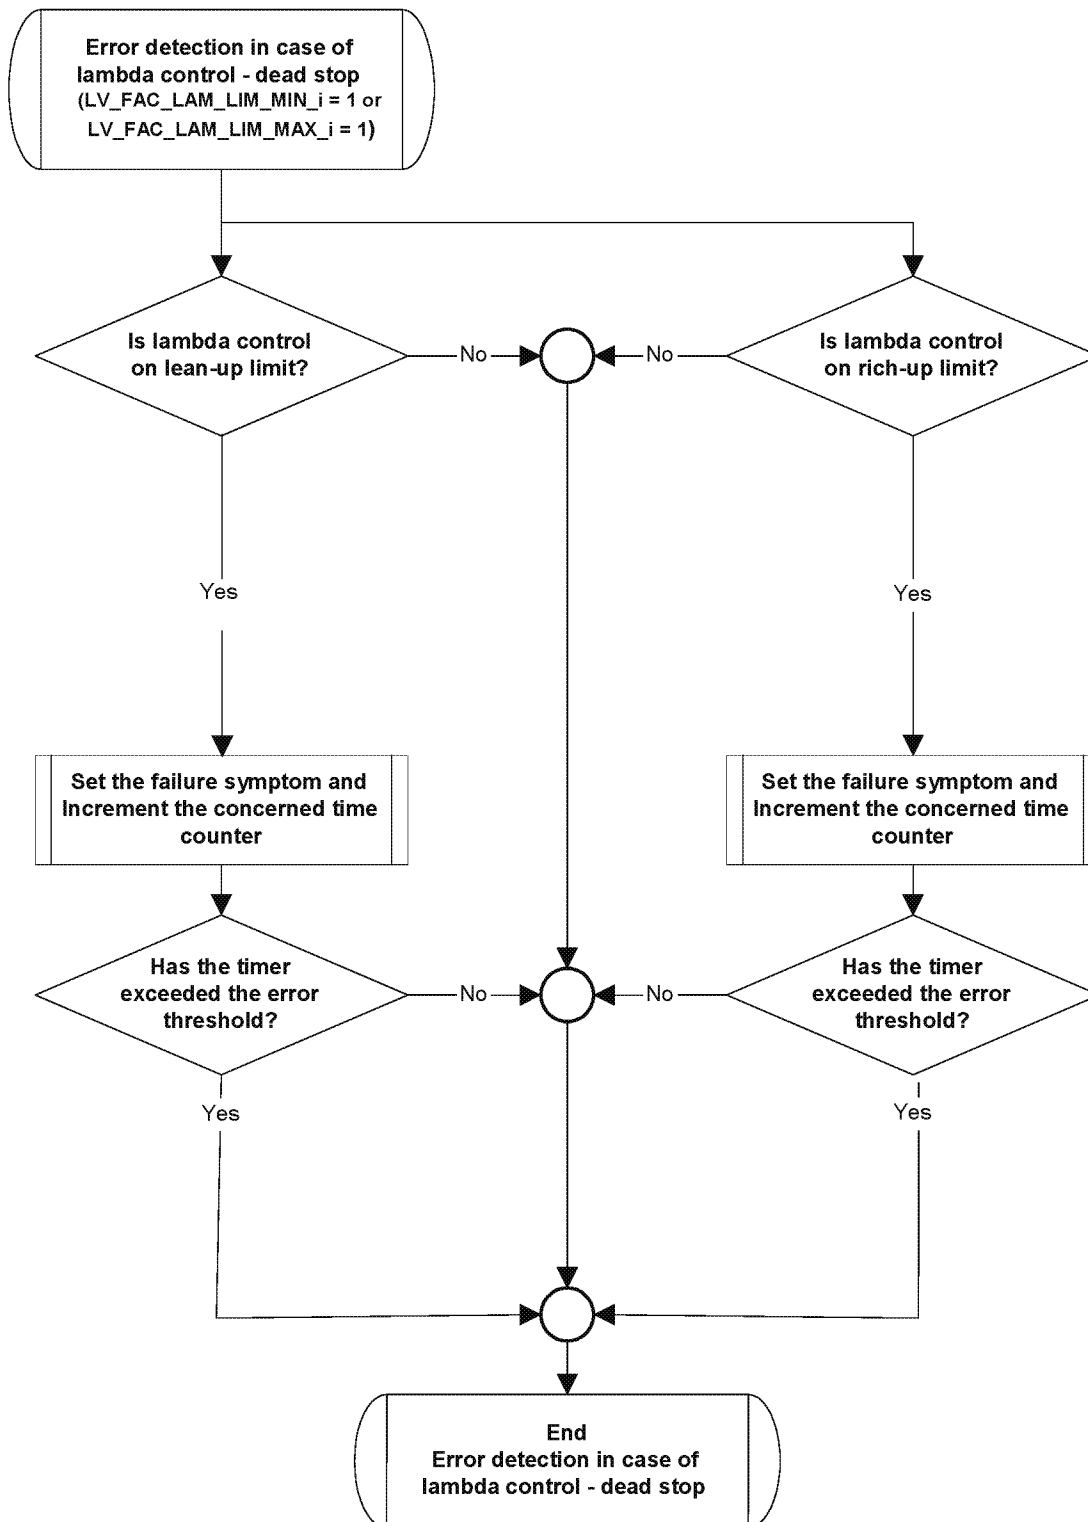 Error detection in case of
lambda control - dead stop
(LV_FAC_LAM_LIM_MIN_i = 1 or
LV_FAC_LAM_LIM_MAX_i = 1)
Is lambda control
on lean-up limit?
No
No
Is lambda control
on rich-up limit?
Yes
Yes
Set the failure symptom and
Increment the concerned time
counter
Set the failure symptom and
Increment the concerned time
counter
Has the timer
exceeded the error
threshold?
No
No
Has the timer
exceeded the error
threshold?
Yes
Yes
End
Error detection in case of
lambda control - dead stop